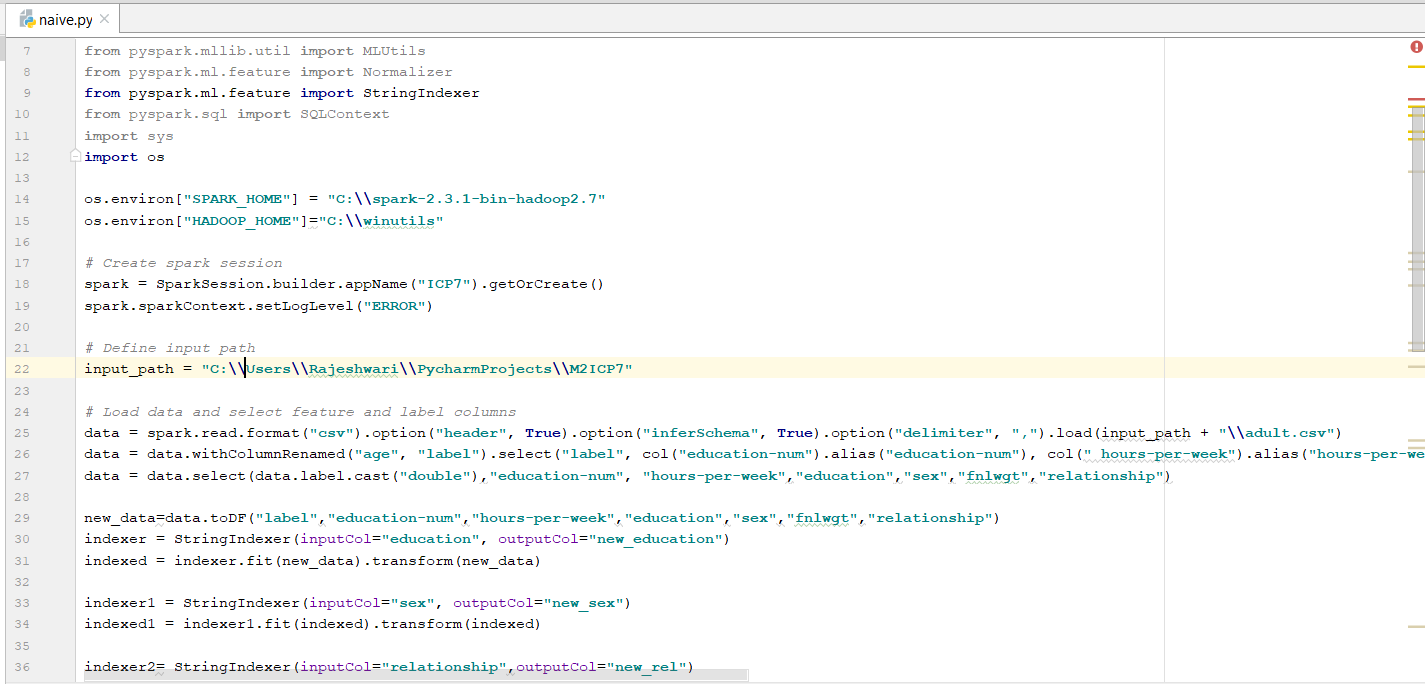 naive.py
7 from pyspark.mllib.util import MLUtils
8 from pyspark.ml.feature import Normalizer
9 from pyspark.ml.feature import StringIndexer
10 from pyspark.sql import SQLContext
11 import sys
12 import os
13
14 os.environ["SPARK_HOME"] = "C:\\spark-2.3.1-bin-hadoop2.7"
15 os.environ["HADOOP_HOME"]="C:\\winutils"
16
17 # Create spark session
18 spark = SparkSession.builder.appName("ICP7").getOrCreate()
19 spark.sparkContext.setLogLevel("ERROR")
20
21 # Define input path
22 input_path = "C:\\Users\\Rajeshwari\\PycharmProjects\\M2ICP7"
23
24 # Load data and select feature and label columns
25 data = spark.read.format("csv").option("header", True).option("inferSchema", True).option("delimiter", ",").load(input_path + "\\adult.csv")
26 data = data.withColumnRenamed("age", "label").select("label", col("education-num").alias("education-num"), col(" hours-per-week").alias("hours-per-we
27 data = data.select(data.label.cast("double"),"education-num", "hours-per-week","education","sex","fnlwgt","relationship")
28
29 new_data=data.toDF("label","education-num","hours-per-week","education","sex","fnlwgt","relationship")
30 indexer = StringIndexer(inputCol="education", outputCol="new_education")
31 indexed = indexer.fit(new_data).transform(new_data)
32
33 indexer1 = StringIndexer(inputCol="sex", outputCol="new_sex")
34 indexed1 = indexer1.fit(indexed).transform(indexed)
35
36 indexer2= StringIndexer(inputCol="relationship",outputCol="new_rel")